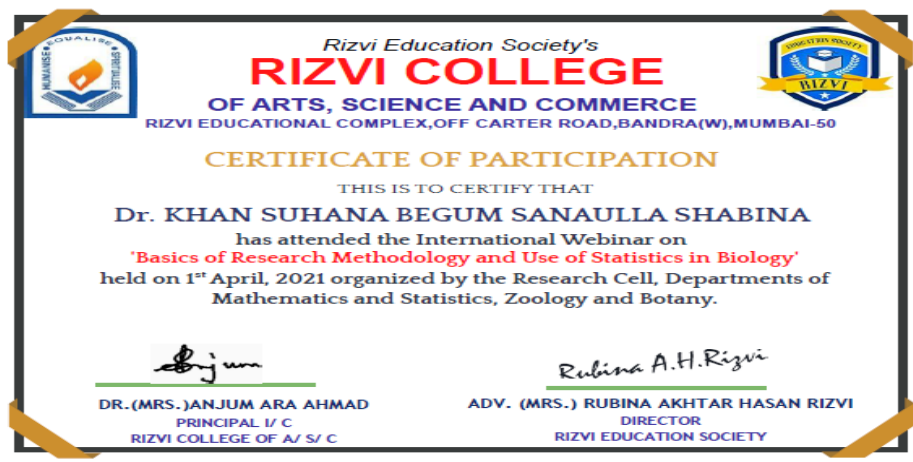 Rizvi Education Society's
EQUALISE
HUMANISE
SPIRITUALISE
RIZVI COLLEGE
RIZVI
OF ARTS, SCIENCE AND COMMERCE
RIZVI EDUCATIONAL COMPLEX,OFF CARTER ROAD,BANDRA(W),MUMBAI-50
CERTIFICATE OF PARTICIPATION
THIS IS TO CERTIFY THAT
Dr. KHAN SUHANA BEGUM SANAULLA SHABINA
has attended the International Webinar on
'Basics of Research Methodology and Use of Statistics in Biology'
held on 1st April, 2021 organized by the Research Cell, Departments of
Mathematics and Statistics, Zoology and Botany.
Anjum
Rubina A.H.Rizvi
DR.(MRS.)ANJUM ARA AHMAD
PRINCIPAL I/ C
RIZVI COLLEGE OF A/ S/ C
ADV. (MRS.) RUBINA AKHTAR HASAN RIZVI
DIRECTOR
RIZVI EDUCATION SOCIETY